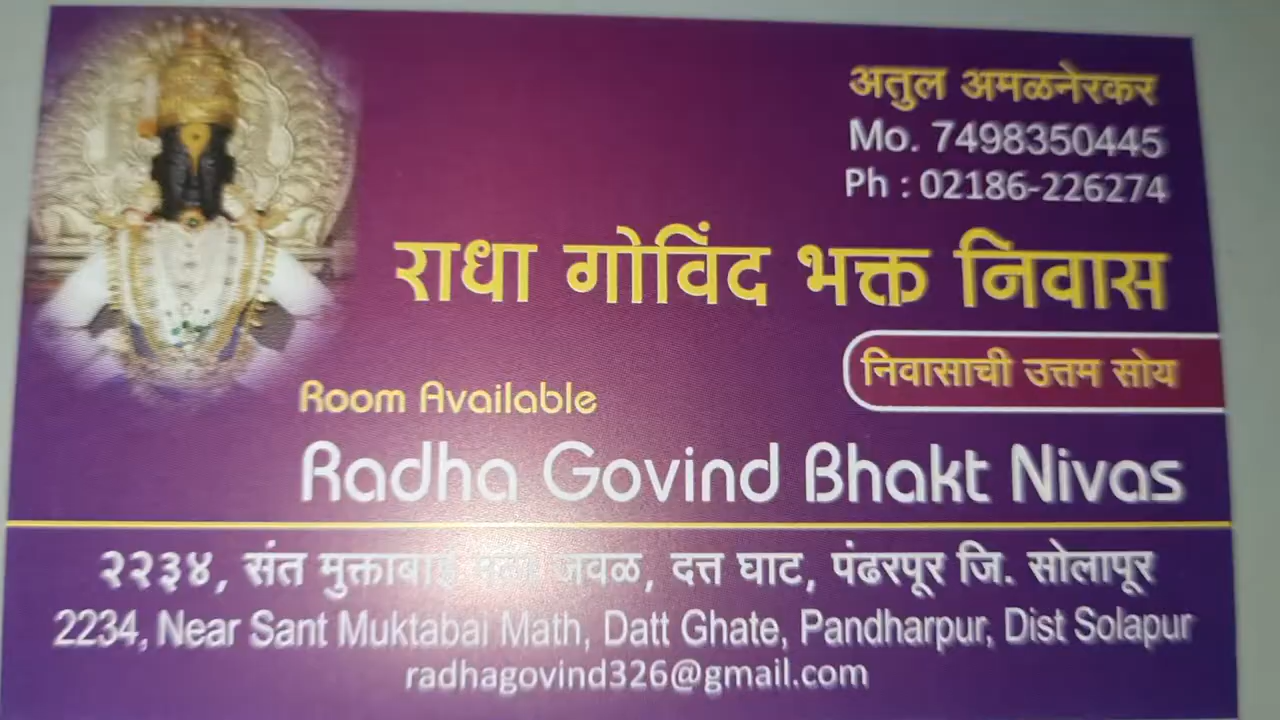 अतुल अमळनेरकर
Mo. 7498350445
Ph : 02186-226274
राधा गोविंद भक्त निवास
निवासाची उत्तम सोय
Room Available
Radha Govind Bhakt Nivas
२२३४, संत मुक्ताबाई जवळ, दत्त घाट, पंढरपूर जि. सोलापूर
2234, Near Sant Muktabai Math, Datt Ghate, Pandharpur, Dist Solapur
radhagovind326@gmail.com